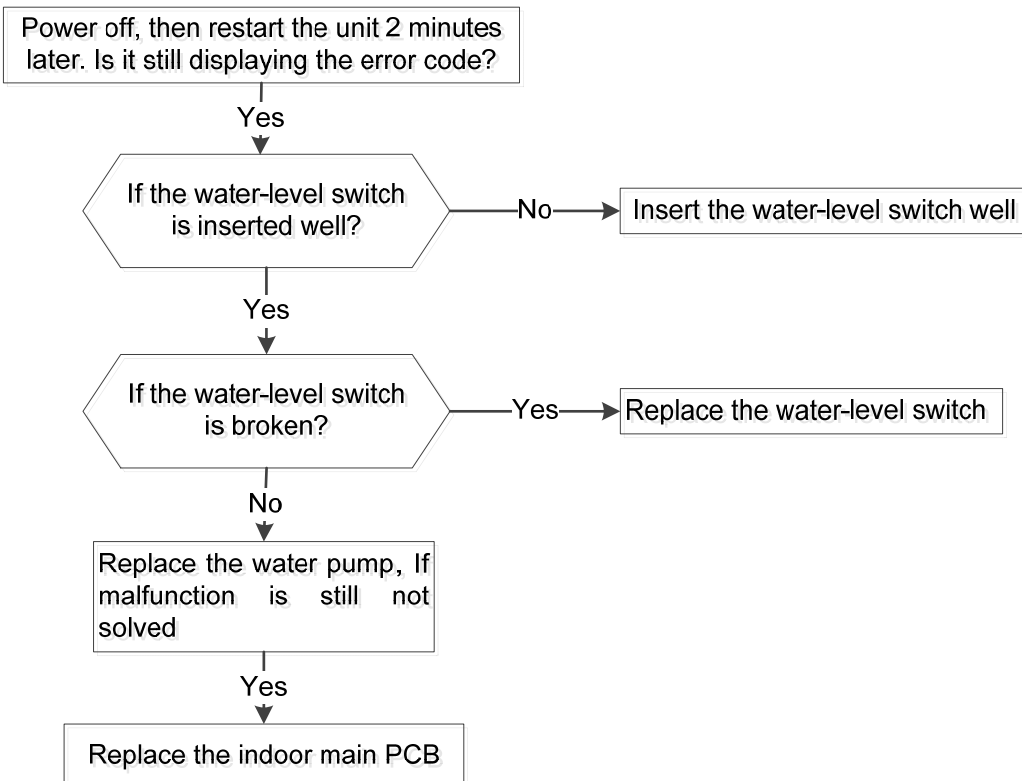 Power off, then restart the unit 2 minutes
later. Is it still displaying the error code?
Yes
If the water-level switch
is inserted well?
No
Insert the water-level switch well
Yes
If the water-level switch
is broken?
Yes
Replace the water-level switch
No
Replace the water pump, If
malfunction is still not
solved
Yes
Replace the indoor main PCB